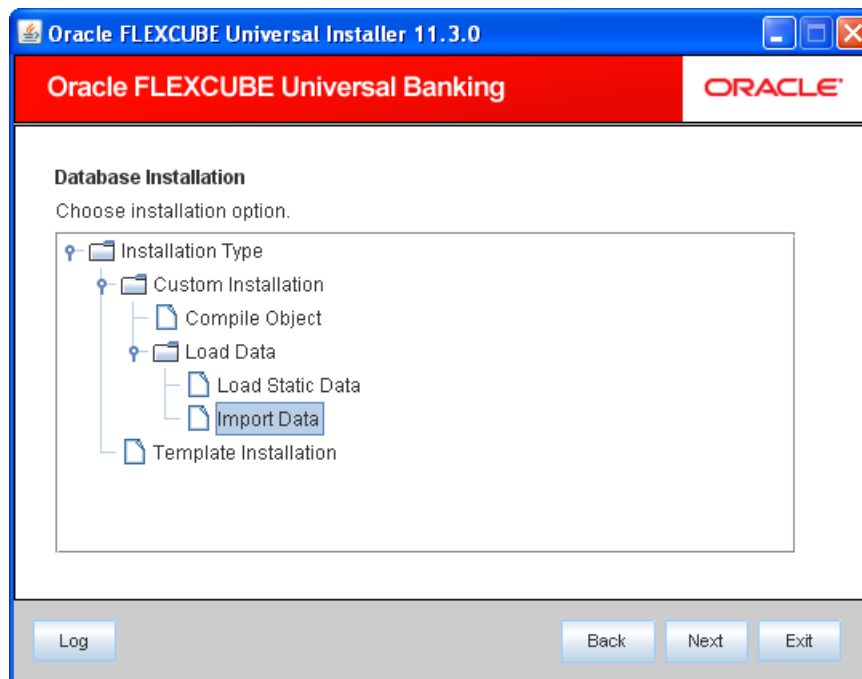 Oracle FLEXCUBE Universal Installer 11.3.0
Oracle FLEXCUBE Universal Banking
ORACLE
Database Installation
Choose installation option.
Installation Type
Custom Installation
Compile Object
Load Data
Load Static Data
Import Data
Template Installation
Log
Back
Next
Exit